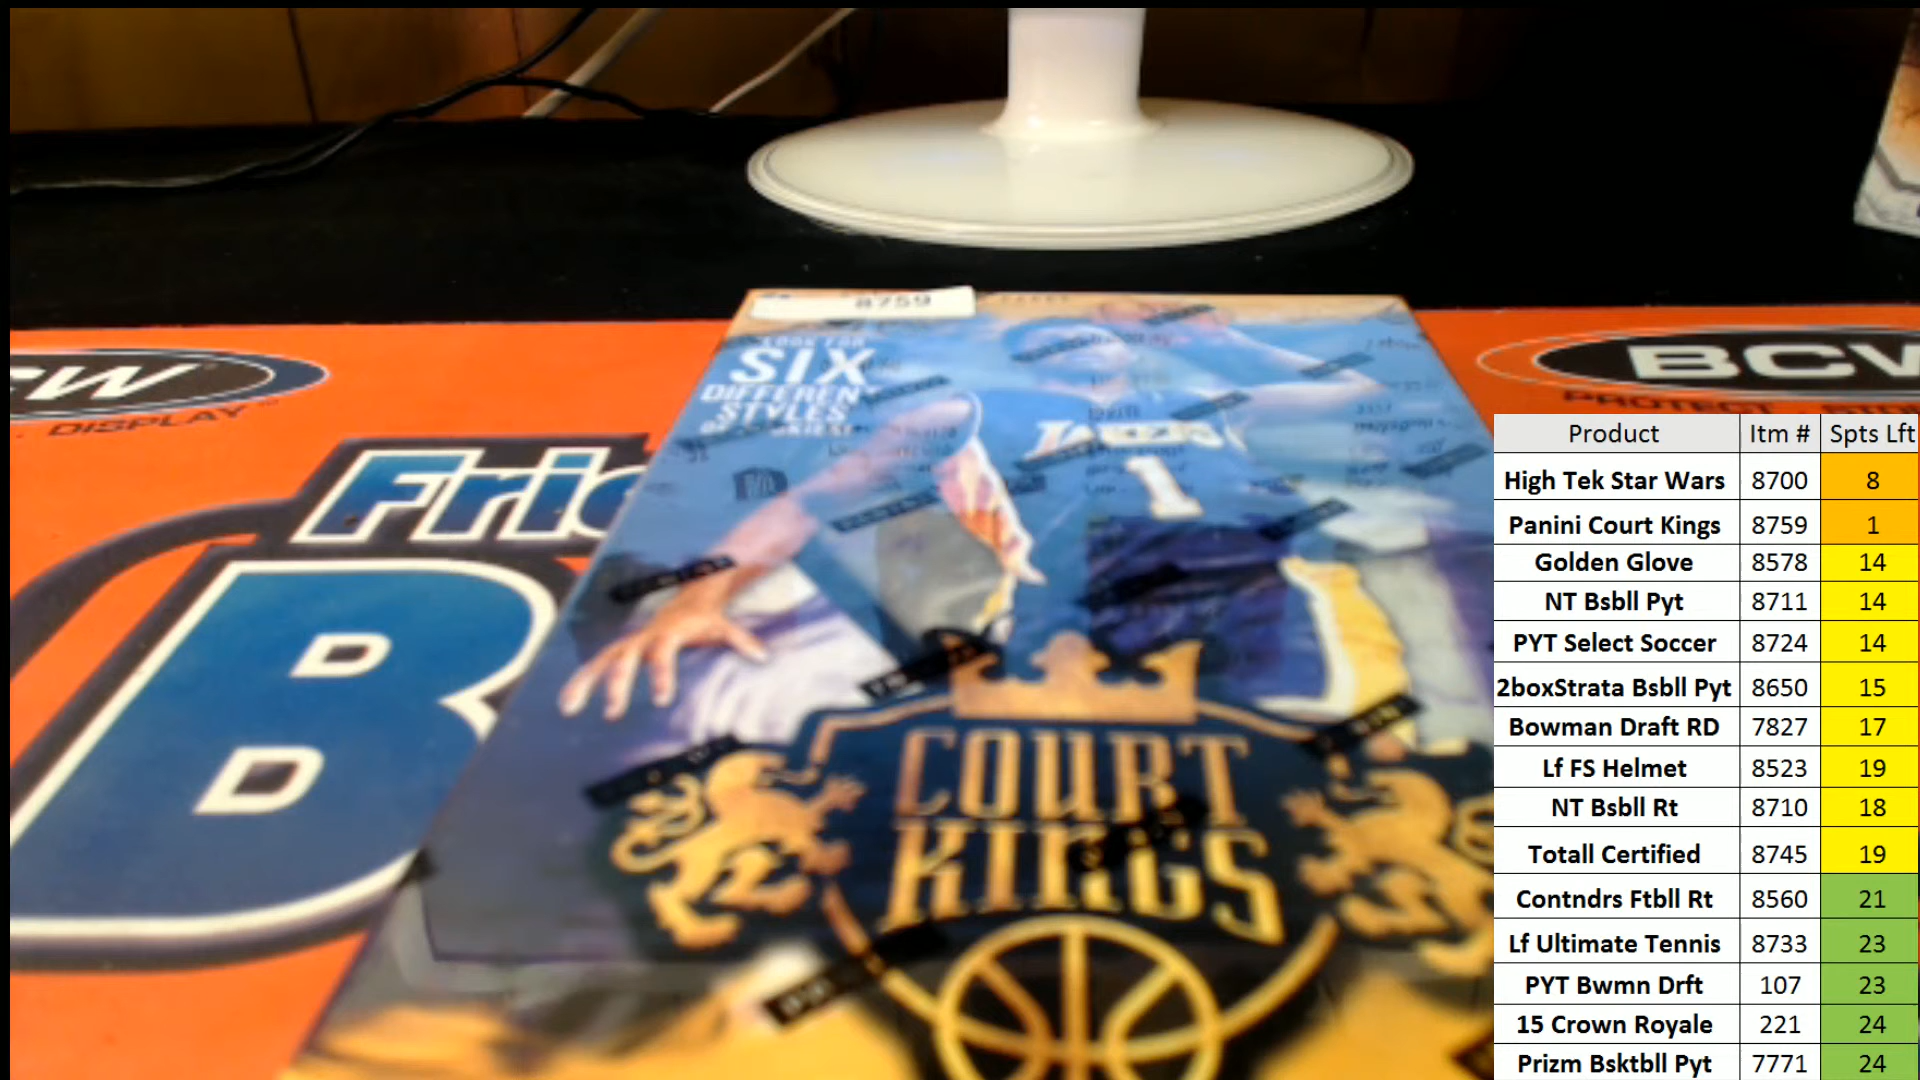 8759
LOOK FOR
SIX
DIFFERENT
STYLES
CW
DISPLAY
BCW
Fric
B
D
D
LAKERS
1
COURT
KINGS
Product Itm # Spts Lft
High Tek Star Wars 8700 8
Panini Court Kings 8759 1
Golden Glove 8578 14
NT Bsbll Pyt 8711 14
PYT Select Soccer 8724 14
2boxStrata Bsbll Pyt 8650 15
Bowman Draft RD 7827 17
Lf FS Helmet 8523 19
NT Bsbll Rt 8710 18
Totall Certified 8745 19
Contndrs Ftbll Rt 8560 21
Lf Ultimate Tennis 8733 23
PYT Bwmn Drft 107 23
15 Crown Royale 221 24
Prizm Bsktbll Pyt 7771 24